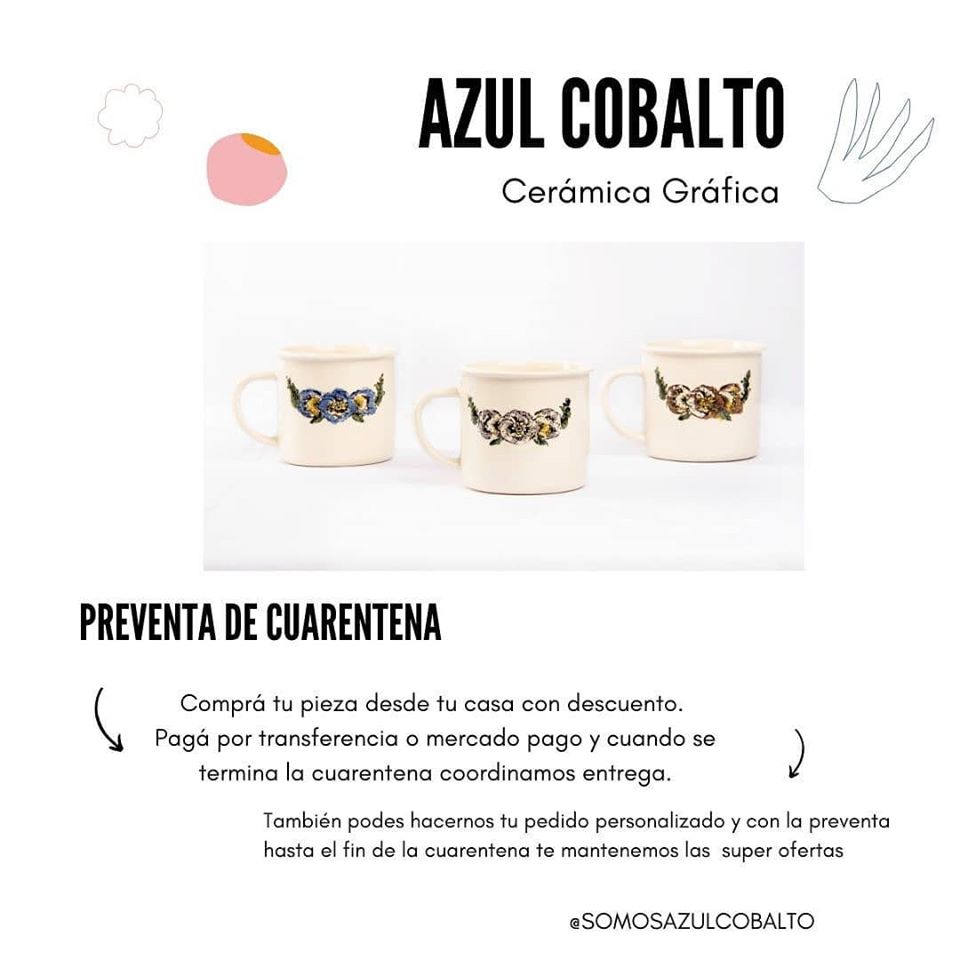 AZUL COBALTO
Cerámica Gráfica
PREVENTA DE CUARENTENA
Comprá tu pieza desde tu casa con descuento.
Pagá por transferencia o mercado pago y cuando se
termina la cuarentena coordinamos entrega.
También podes hacernos tu pedido personalizado y con la preventa
hasta el fin de la cuarentena te mantenemos las super ofertas
@SOMOSAZULCOBALTO